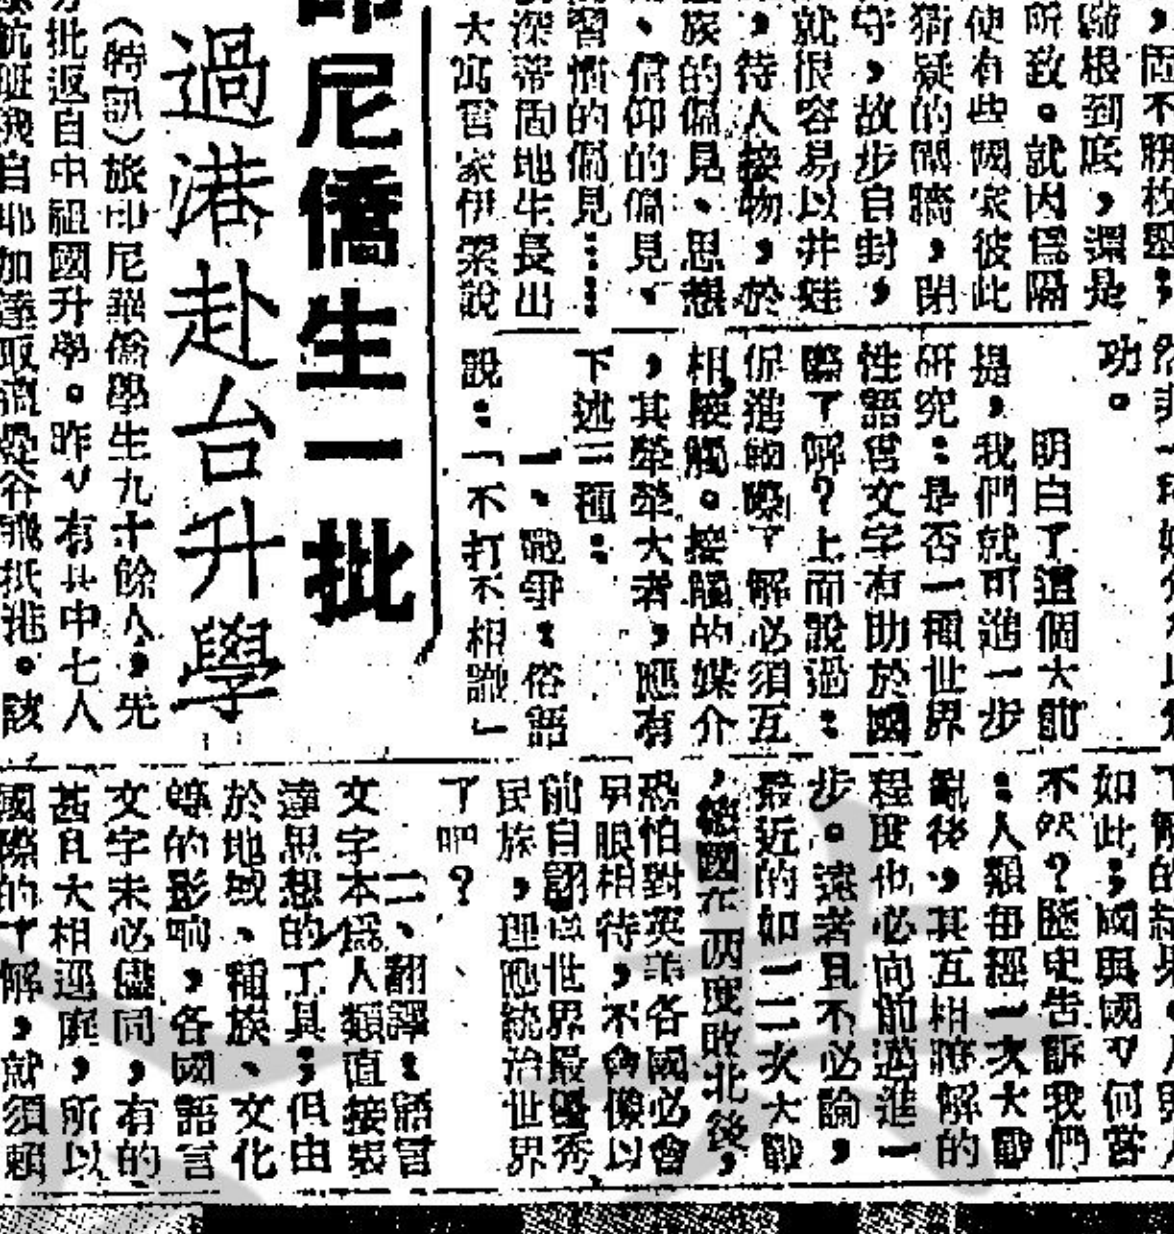 ，而不勝枚舉；
歸根到底，還是
所致。就因爲隔
使有些國家彼此
猜疑的關牆，閉
守，故步自封，
就很容易以井蛙
，待人接物，於
族的偏見、思想
、信仰的偏見、
習慣的偏見……
深蒂固地生長出
大寓言家伊索說
功。
明白了這個大前
提，我們就可進一步
研究：是否一種世界
性語言文字有助於國
際了解？上面說過：
促進國際了解必須互
相接觸。接觸的媒介
，其犖犖大者，應有
下述三種：
一、戰爭：俗語
說：「不打不相識」
如此；國與國
不然？歷史告訴我們
：人類每經一次大戰
亂後，其互相瞭解的
程度也必向前邁進一
步。遠者且不必論，
最近的如一二次大戰
，德國在兩度敗北後，
恐怕對英美各國必會
另眼相待，不會像以
前自認爲世界最優秀
民族，理應統治世界
了吧？
二、翻譯：語言
文字本爲人類直接表
達思想的工具；但由
於地域、種族、文化
等的影响，各國語言
文字未必儘同，有的
甚且大相逕庭，所以
國際的了解，就須賴
印尼僑生一批
過港赴台升學
（特訊）旅印尼華僑學生九十餘人，先
批返自由祖國升學。昨有其中七人
自耶加達取道曼谷飛抵港。該